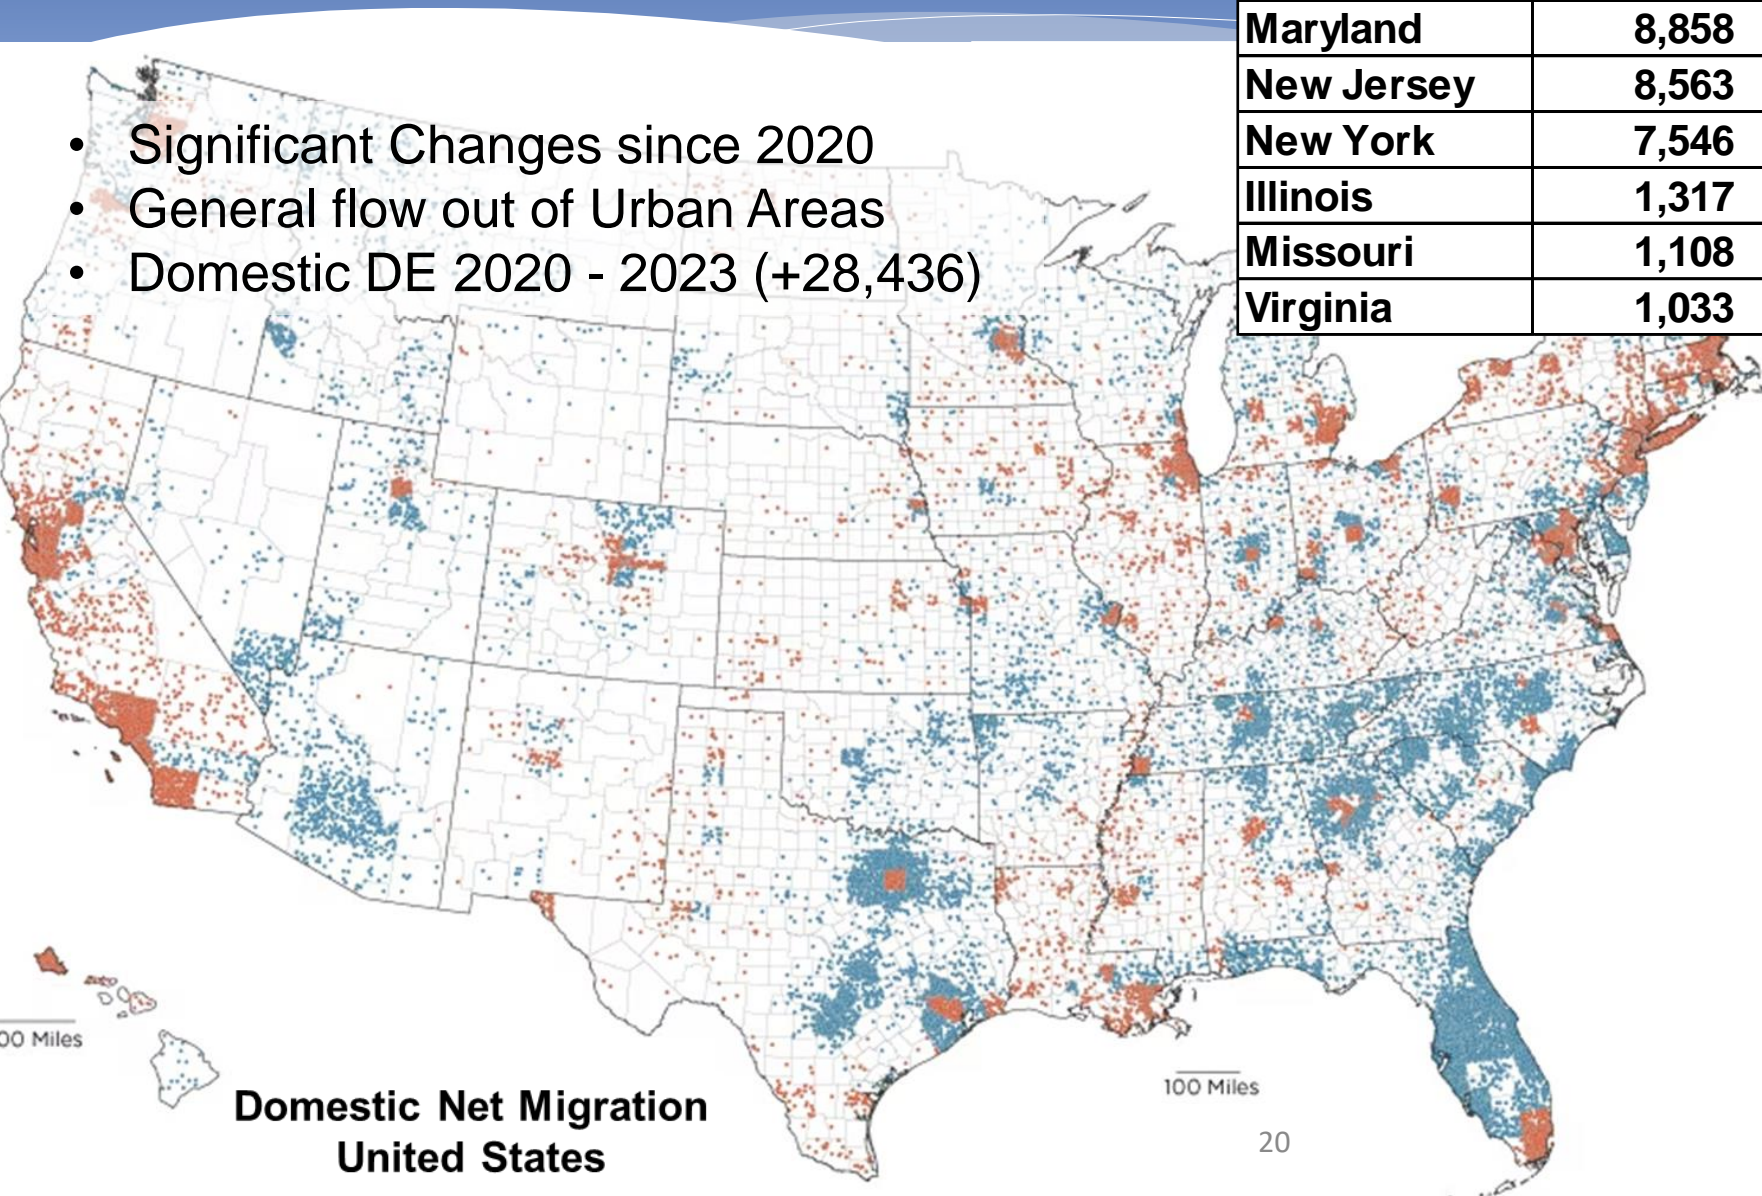 Maryland 8,858
New Jersey 8,563
New York 7,546
Illinois 1,317
Missouri 1,108
Virginia 1,033
• Significant Changes since 2020
• General flow out of Urban Areas
• Domestic DE 2020 - 2023 (+28,436)
00 Miles
100 Miles
Domestic Net Migration
United States
20